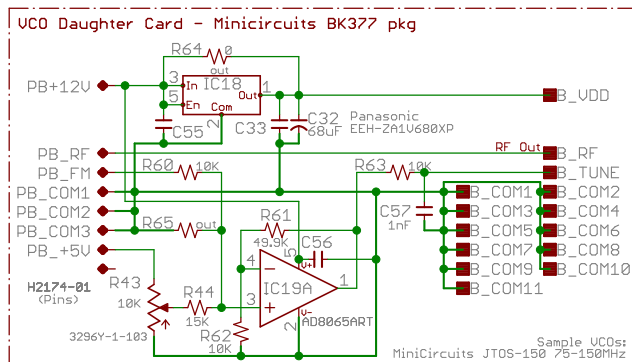 VCO Daughter Card - Minicircuits BK377 pkg
R64
0
out
PB+12V
3
In
IC18
5
En
Out
1
Com
2
B_VDD
C55
C33
C32
68uF
Panasonic
EEH-ZA1V680XP
RF Out
PB_RF
B_RF
PB_FM
R60
10K
R63
10K
B_TUNE
PB_COM1
B_COM1
B_COM2
PB_COM2
C57
1nF
B_COM3
B_COM4
PB_COM3
R65
out
R61
49.9K
B_COM5
B_COM6
PB_+5V
C56
B_COM7
B_COM8
5
V+
4
B_COM9
B_COM10
H2174-01
(Pins)
R43
10K
IC19A
1
B_COM11
R44
15K
3
V-
2
AD8065ART
3296Y-1-103
R62
10K
Sample VCOs:
MiniCircuits JTOS-150 75-150MHz